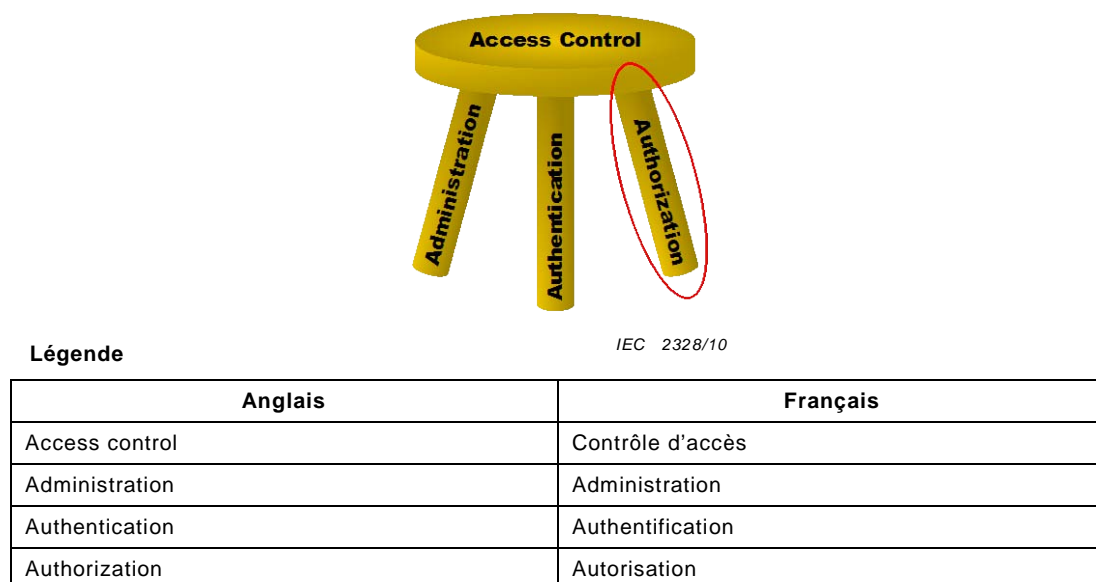 Access Control
Administration
Authentication
Authorization
IEC 2328/10
Légende
Anglais Français
Access control Contrôle d'accès
Administration Administration
Authentication Authentification
Authorization Autorisation